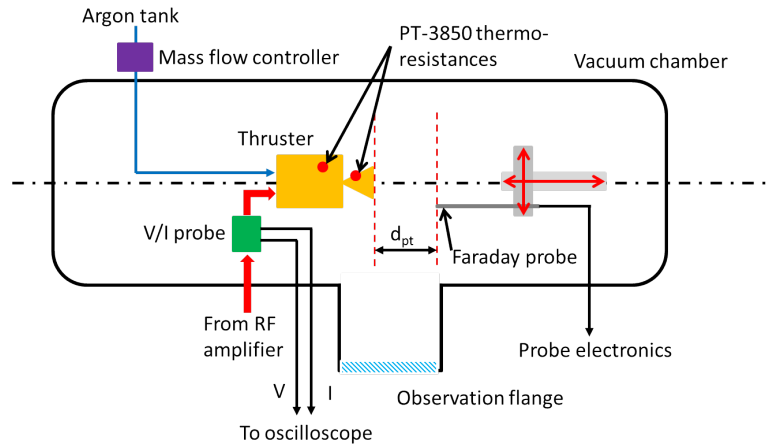 Argon tank
Mass flow controller
PT-3850 thermo-
resistances
Vacuum chamber
Thruster
V/I probe
dpt
Faraday probe
From RF
amplifier
Probe electronics
V
I
Observation flange
To oscilloscope